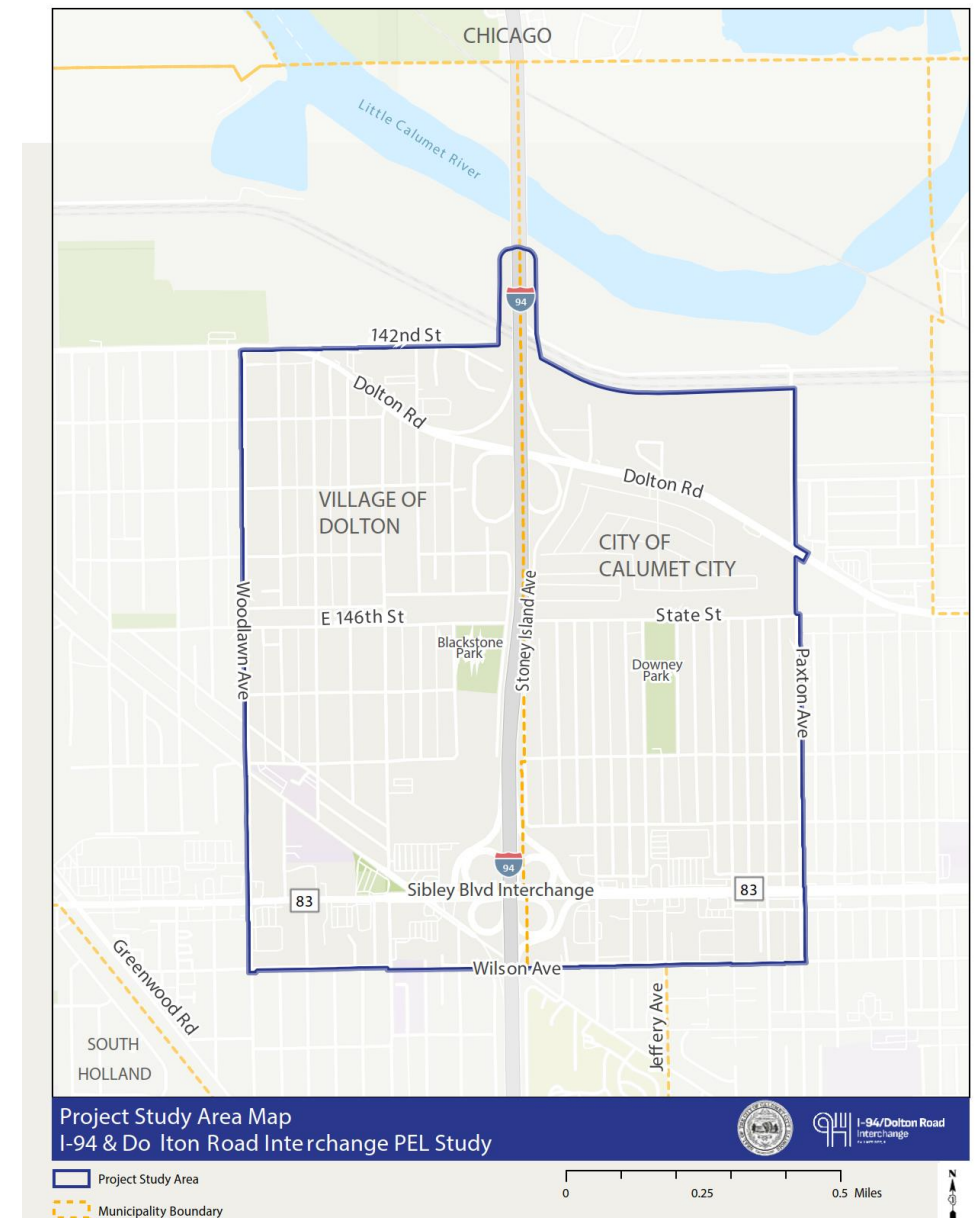 CHICAGO
Little Calumet River
94
142nd St
Dolton Rd
Dolton Rd
VILLAGE OF
DOLTON
CITY OF
CALUMET CITY
Woodlawn Ave
E 146th St
Stoney Island Ave
State St
Blackstone
Park
Downey
Park
Paxton Ave
94
Sibley Blvd Interchange
83
83
Wilson Ave
Greenwood Rd
Jeffery Ave
SOUTH
HOLLAND
Project Study Area Map
I-94 & Do lton Road Interchange PEL Study
I-94/Dolton Road
Interchange
Project Study Area
Municipality Boundary
0
0.25
0.5 Miles
N